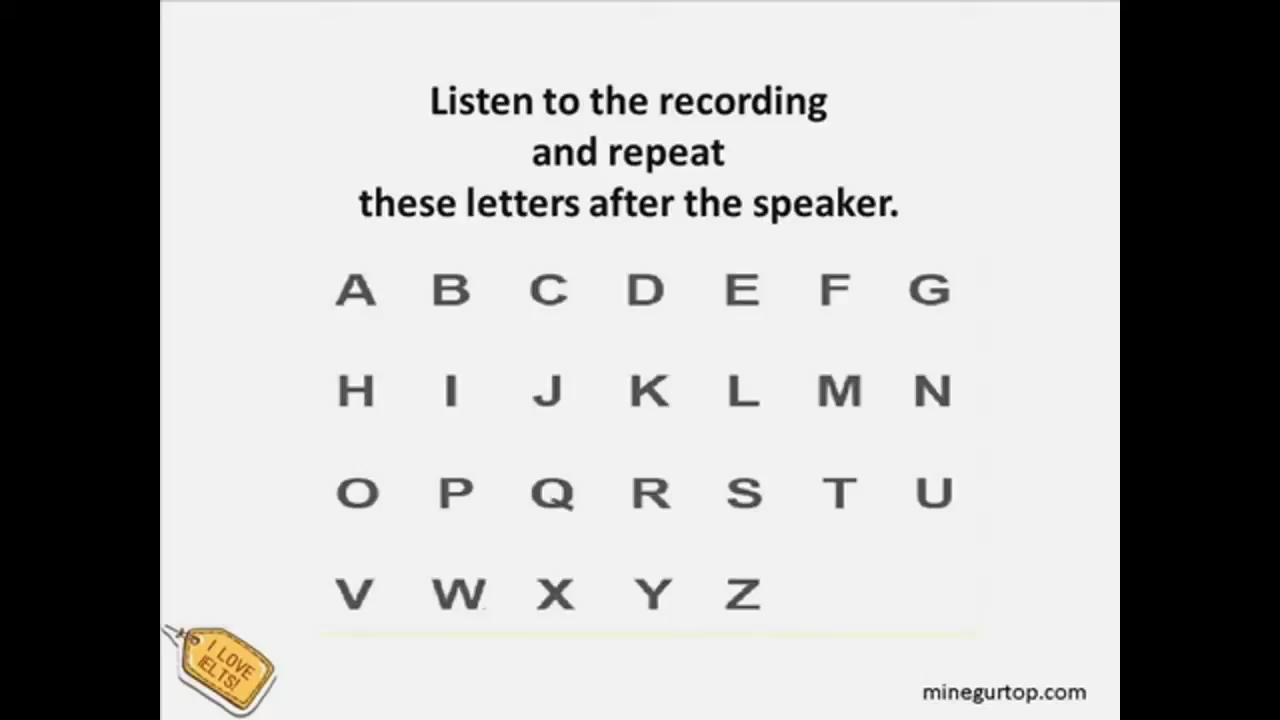 Listen to the recording
and repeat
these letters after the speaker.
A B C D E F G
H I J K L M N
O P Q R S T U
V W X Y Z
I LOVE
IELTS!
minegurtop.com